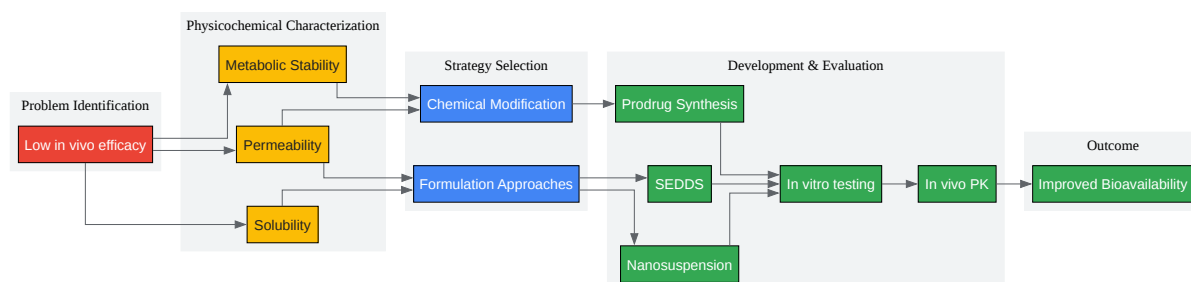 Problem Identification
Low in vivo efficacy
Physicochemical Characterization
Metabolic Stability
Permeability
Solubility
Strategy Selection
Chemical Modification
Formulation Approaches
Development & Evaluation
Prodrug Synthesis
SEDDS
Nanosuspension
In vitro testing
In vivo PK
Outcome
Improved Bioavailability